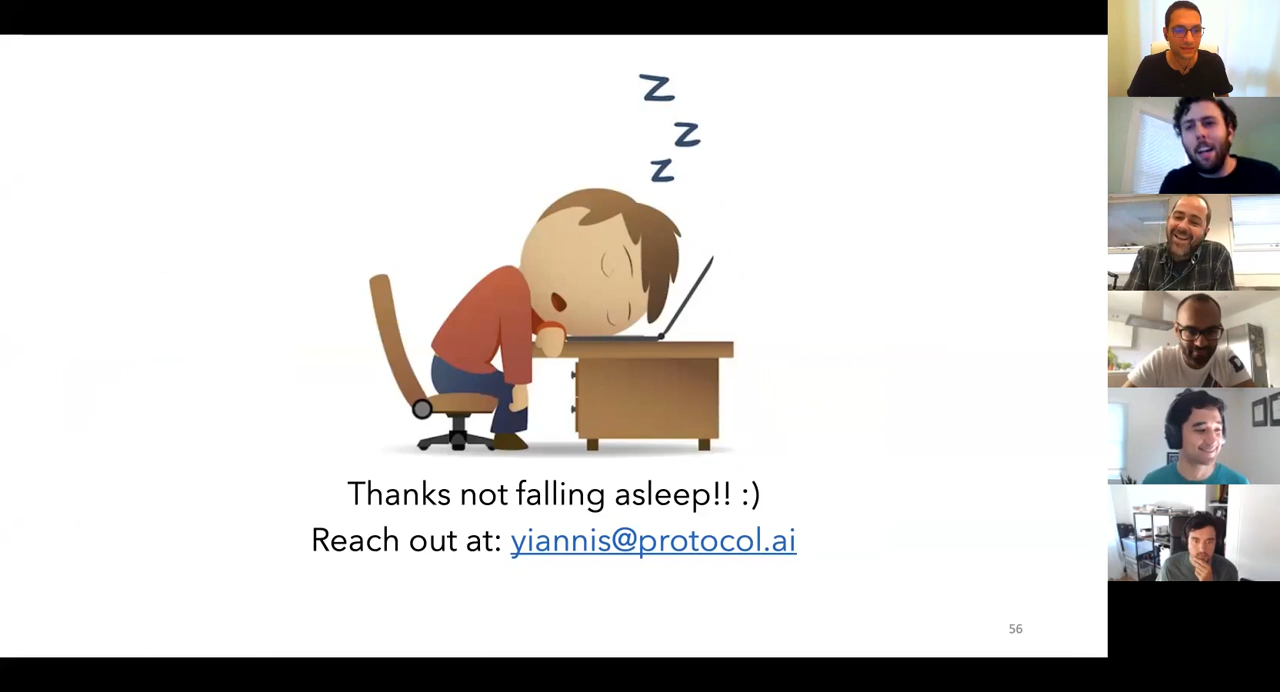 z
z
z
Thanks not falling asleep!! :)
Reach out at: yiannis@protocol.ai
56